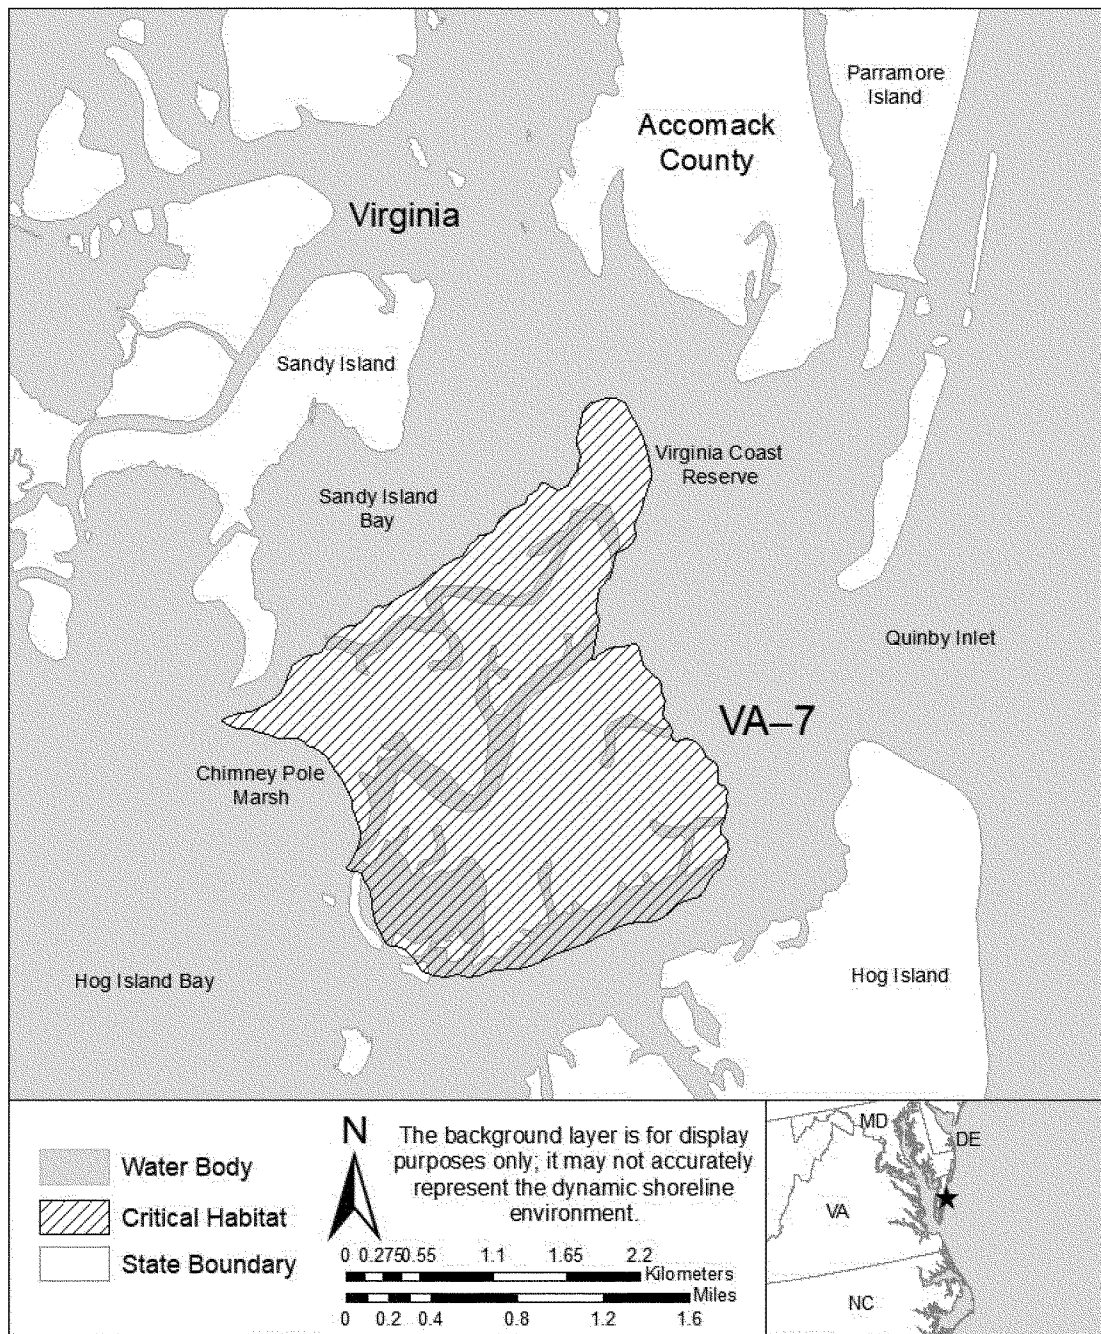 Parramore
Island
Accomack
County
Virginia
Sandy Island
Virginia Coast
Reserve
Sandy Island
Bay
Quinby Inlet
VA–7
Chimney Pole
Marsh
Hog Island Bay
Hog Island
Water Body
Critical Habitat
State Boundary
N
The background layer is for display
purposes only; it may not accurately
represent the dynamic shoreline
environment.
0 0.275 0.55 1.1 1.65 2.2
Kilometers
Miles
0 0.2 0.4 0.8 1.2 1.6
MD
DE
VA
NC